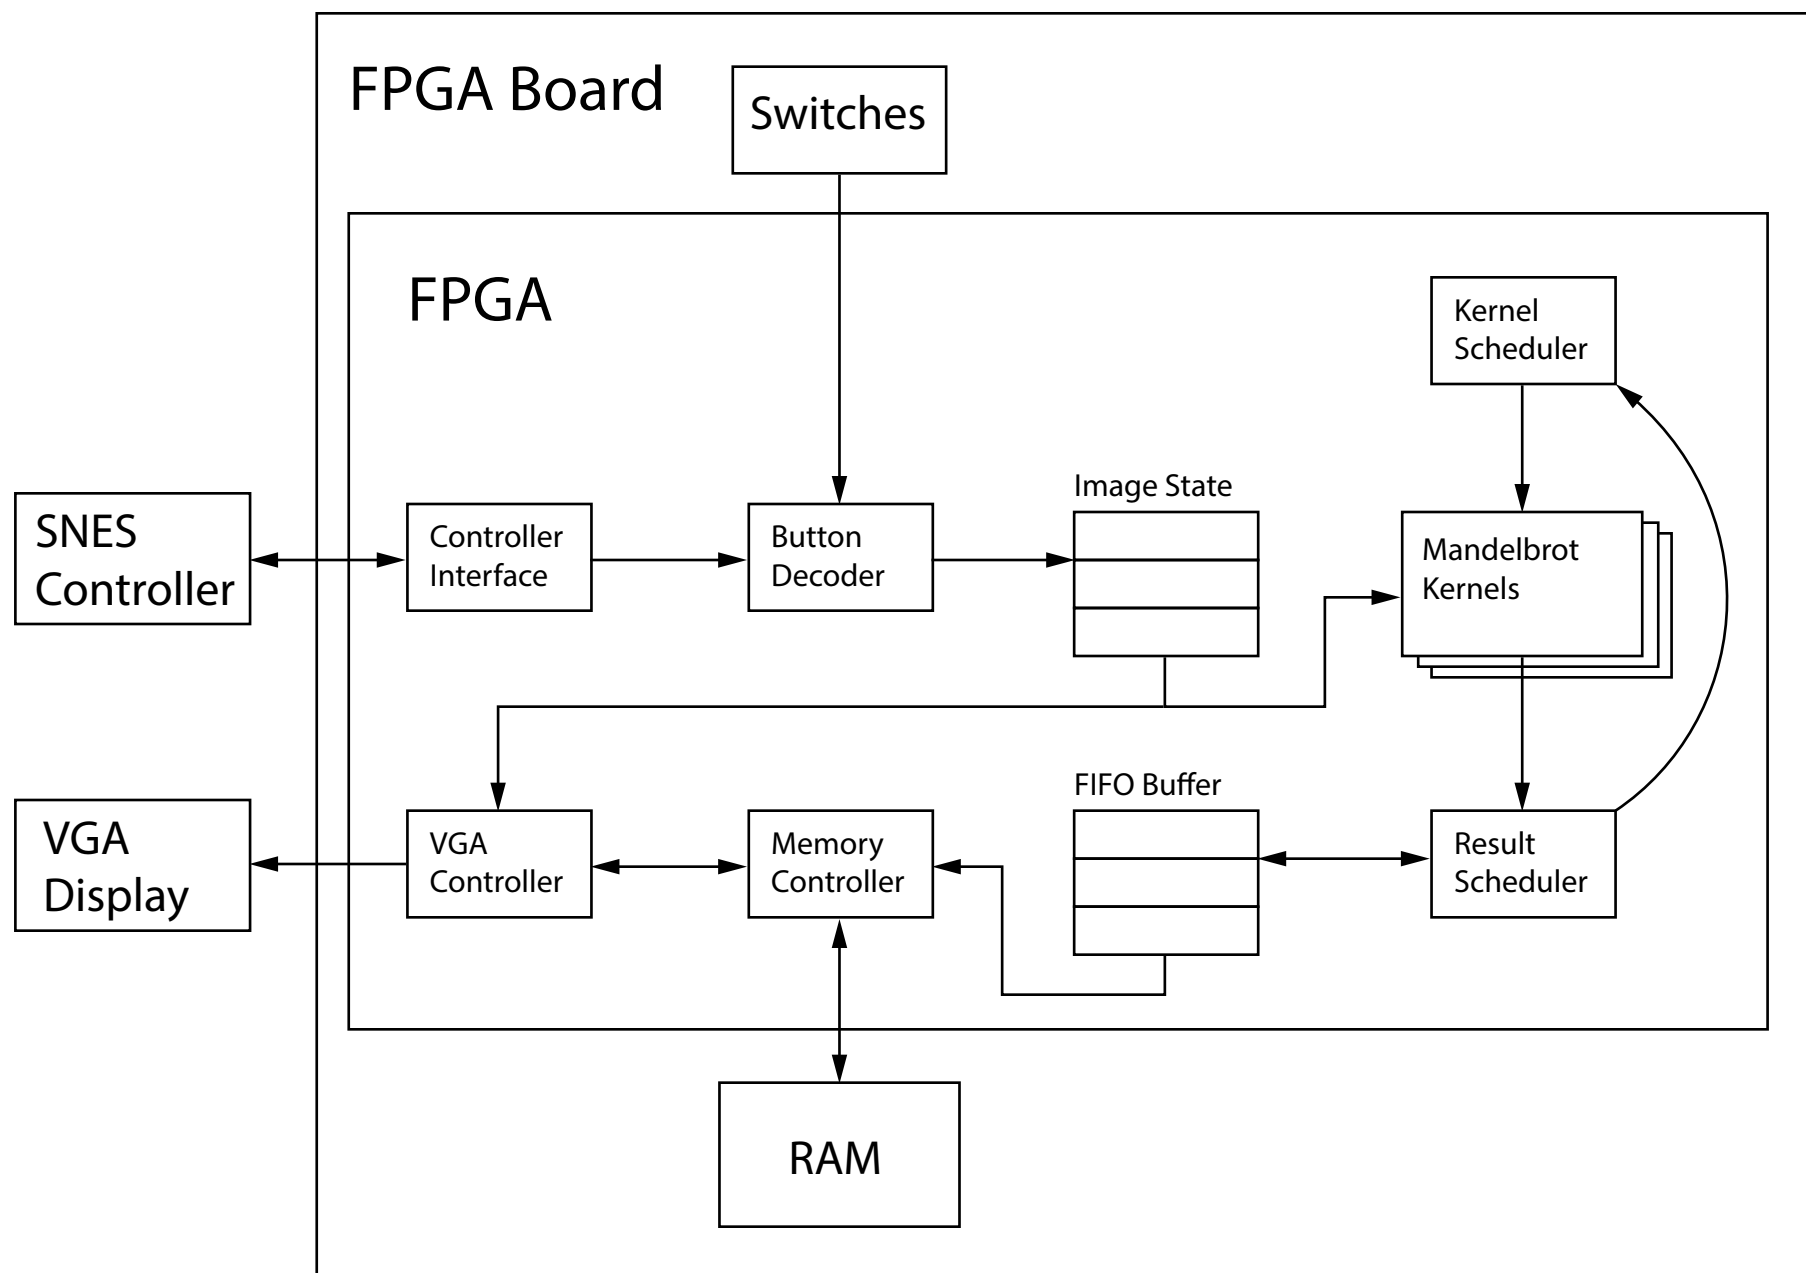 FPGA Board
Switches
FPGA
Kernel
Scheduler
Image State
SNES
Controller
Controller
Interface
Button
Decoder
Mandelbrot
Kernels
FIFO Buffer
VGA
Display
VGA
Controller
Memory
Controller
Result
Scheduler
RAM